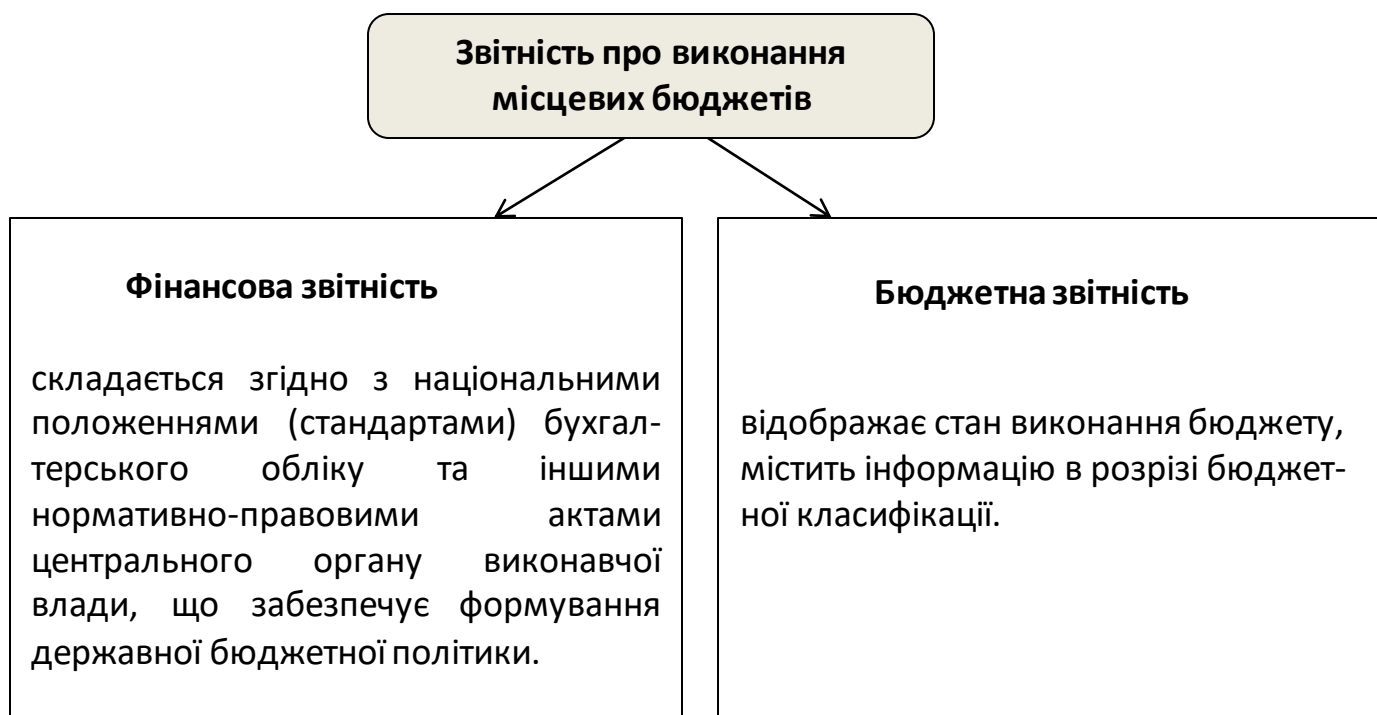 Звітність про виконання
місцевих бюджетів
Фінансова звітність
складається згідно з національними
положеннями (стандартами) бухгал-
терського обліку та іншими
нормативно-правовими актами
центрального органу виконавчої
влади, що забезпечує формування
державної бюджетної політики.
Бюджетна звітність
відображає стан виконання бюджету,
містить інформацію в розрізі бюджет-
ної класифікації.